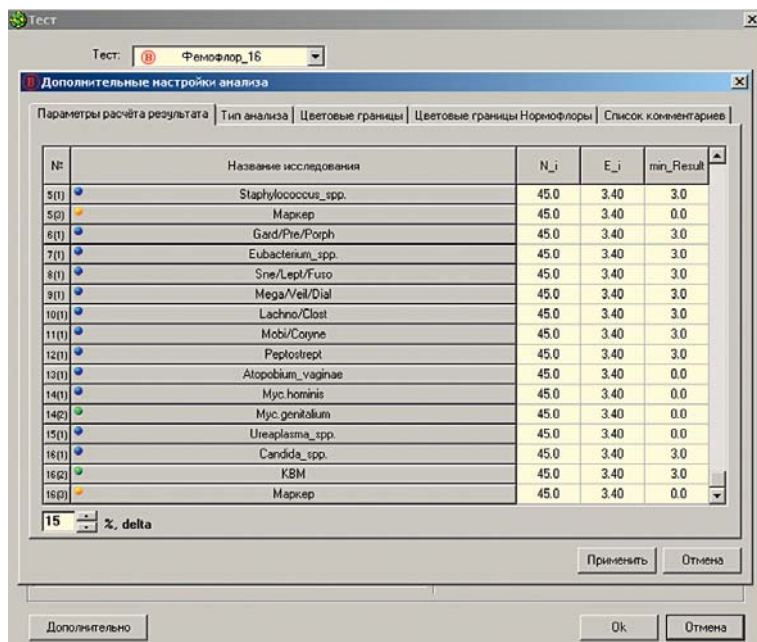 Тест
Тест: В Фемофлор_16
В Дополнительные настройки анализа
Параметры расчёта результата Тип анализа Цветовые границы Цветовые границы Нормофлоры Список комментариев
№ Название исследования N_i E_i min_Result
5(1) Staphylococcus_spp. 45.0 3.40 3.0
5(3) Маркер 45.0 3.40 0.0
6(1) Gard/Pre/Porph 45.0 3.40 3.0
7(1) Eubacterium_spp. 45.0 3.40 3.0
8(1) Sne/Lept/Fuso 45.0 3.40 3.0
9(1) Mega/Veil/Dial 45.0 3.40 3.0
10(1) Lachno/Clost 45.0 3.40 3.0
11(1) Mobi/Coryne 45.0 3.40 3.0
12(1) Peptostrept 45.0 3.40 3.0
13(1) Atopobium_vaginae 45.0 3.40 0.0
14(1) Myc.hominis 45.0 3.40 0.0
14(2) Myc.genitalium 45.0 3.40 0.0
15(1) Ureaplasma_spp. 45.0 3.40 0.0
16(1) Candida_spp. 45.0 3.40 3.0
16(2) КВМ 45.0 3.40 3.0
16(3) Маркер 45.0 3.40 0.0
15 %, delta
Применить Отмена
Дополнительно Ok Отмена